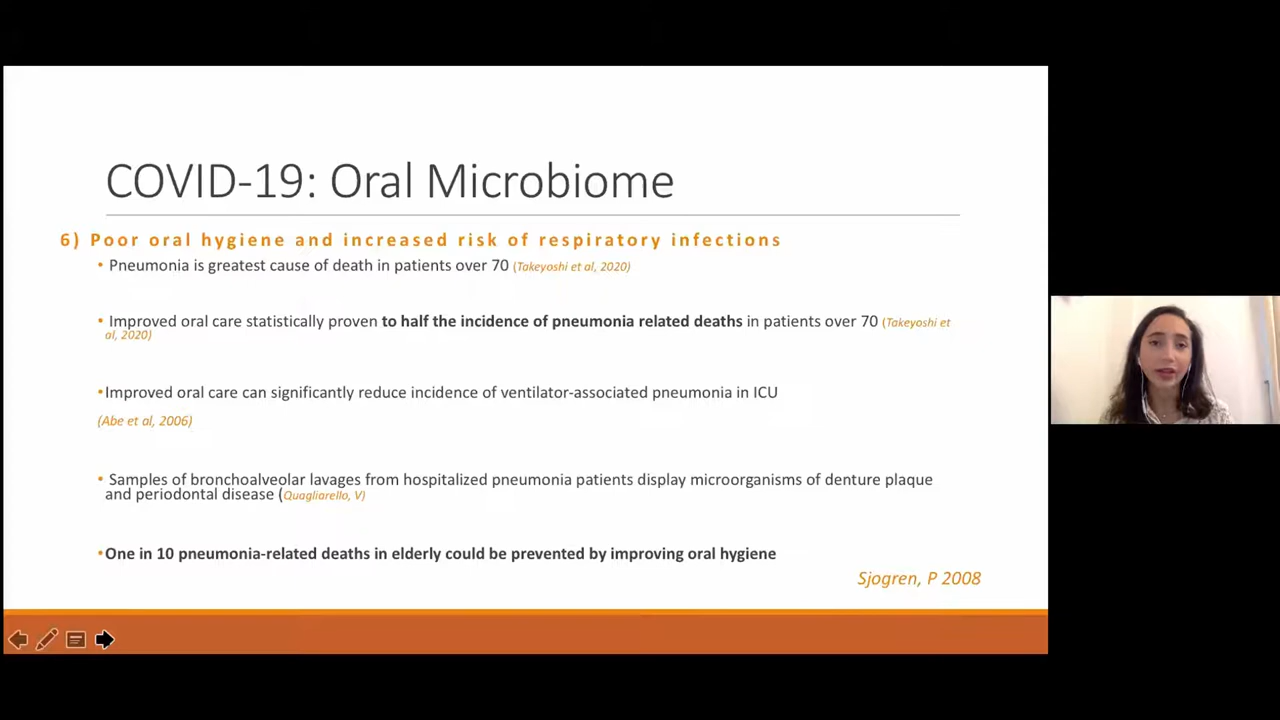 COVID-19: Oral Microbiome
6) Poor oral hygiene and increased risk of respiratory infections
• Pneumonia is greatest cause of death in patients over 70 (Takeyoshi et al, 2020)
• Improved oral care statistically proven to half the incidence of pneumonia related deaths in patients over 70 (Takeyoshi et
al, 2020)
•Improved oral care can significantly reduce incidence of ventilator-associated pneumonia in ICU
(Abe et al, 2006)
• Samples of bronchoalveolar lavages from hospitalized pneumonia patients display microorganisms of denture plaque
and periodontal disease (Quagliarello, V)
•One in 10 pneumonia-related deaths in elderly could be prevented by improving oral hygiene
Sjogren, P 2008